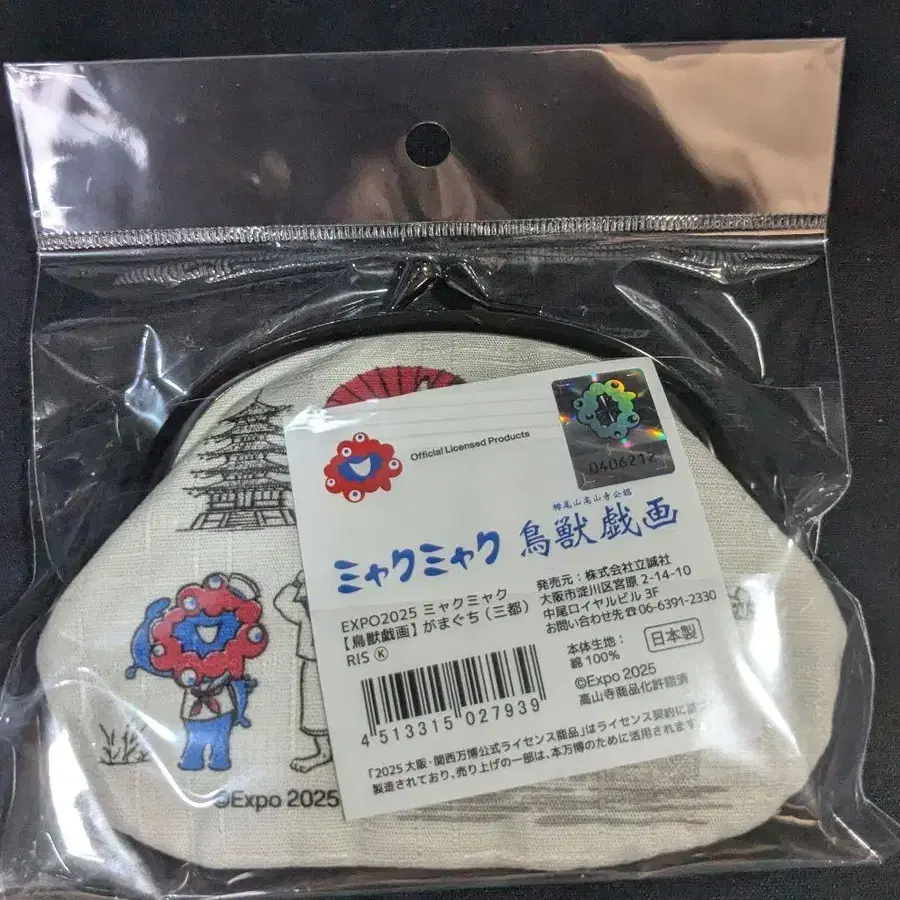 Official Licensed Products
0406212
栂尾山高山寺公認
ミャクミャク 鳥獣戯画
EXPO2025 ミャクミャク
【鳥獣戯画】がまぐち（三都）
RIS Ⓚ
発売元：株式会社立誠社
大阪市淀川区宮原 2-14-10
中尾ロイヤルビル 3F
お問い合わせ先☎06-6391-2330
本体生地：
綿100%
日本製
©Expo 2025
高山寺商品化許諾済
4 513315 027939
「2025 大阪・関西万博公式ライセンス商品」はライセンス契約に基づ
製造されており、売り上げの一部は、本万博のために活用されます
©Expo 2025